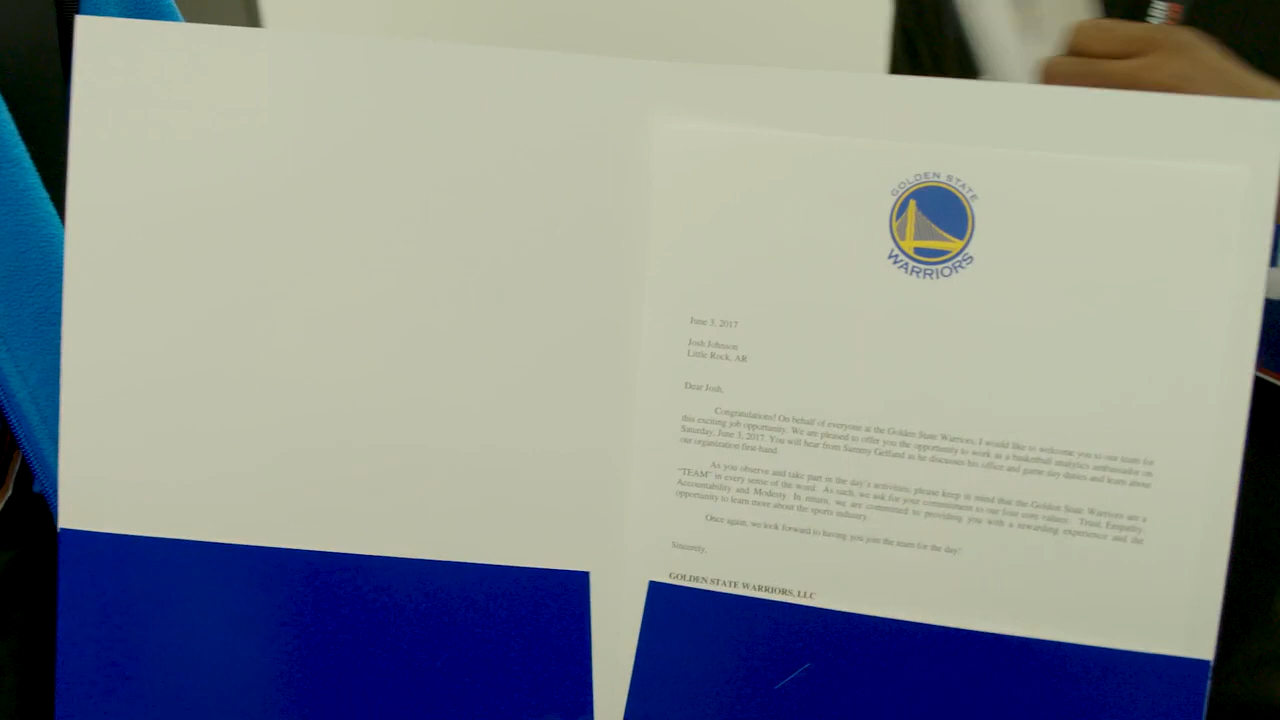 GOLDEN STATE
WARRIORS
June 3, 2017
Josh Johnson
Little Rock, AR
Dear Josh,
Congratulations! On behalf of everyone at the Golden State Warriors, I would like to welcome you to our team for
this exciting job opportunity. We are pleased to offer you the opportunity to work as a basketball analytics ambassador on
Saturday, June 3, 2017. You will hear from Sammy Gelfand as he discusses his office and game day duties and learn about
our organization first-hand.
As you observe and take part in the day's activities, please keep in mind that the Golden State Warriors are a
"TEAM" in every sense of the word. As such, we ask for your commitment to our four core values: Trust, Empathy,
Accountability and Modesty. In return, we are committed to providing you with a rewarding experience and the
opportunity to learn more about the sports industry.
Once again, we look forward to having you join the team for the day!
Sincerely,
GOLDEN STATE WARRIORS, LLC